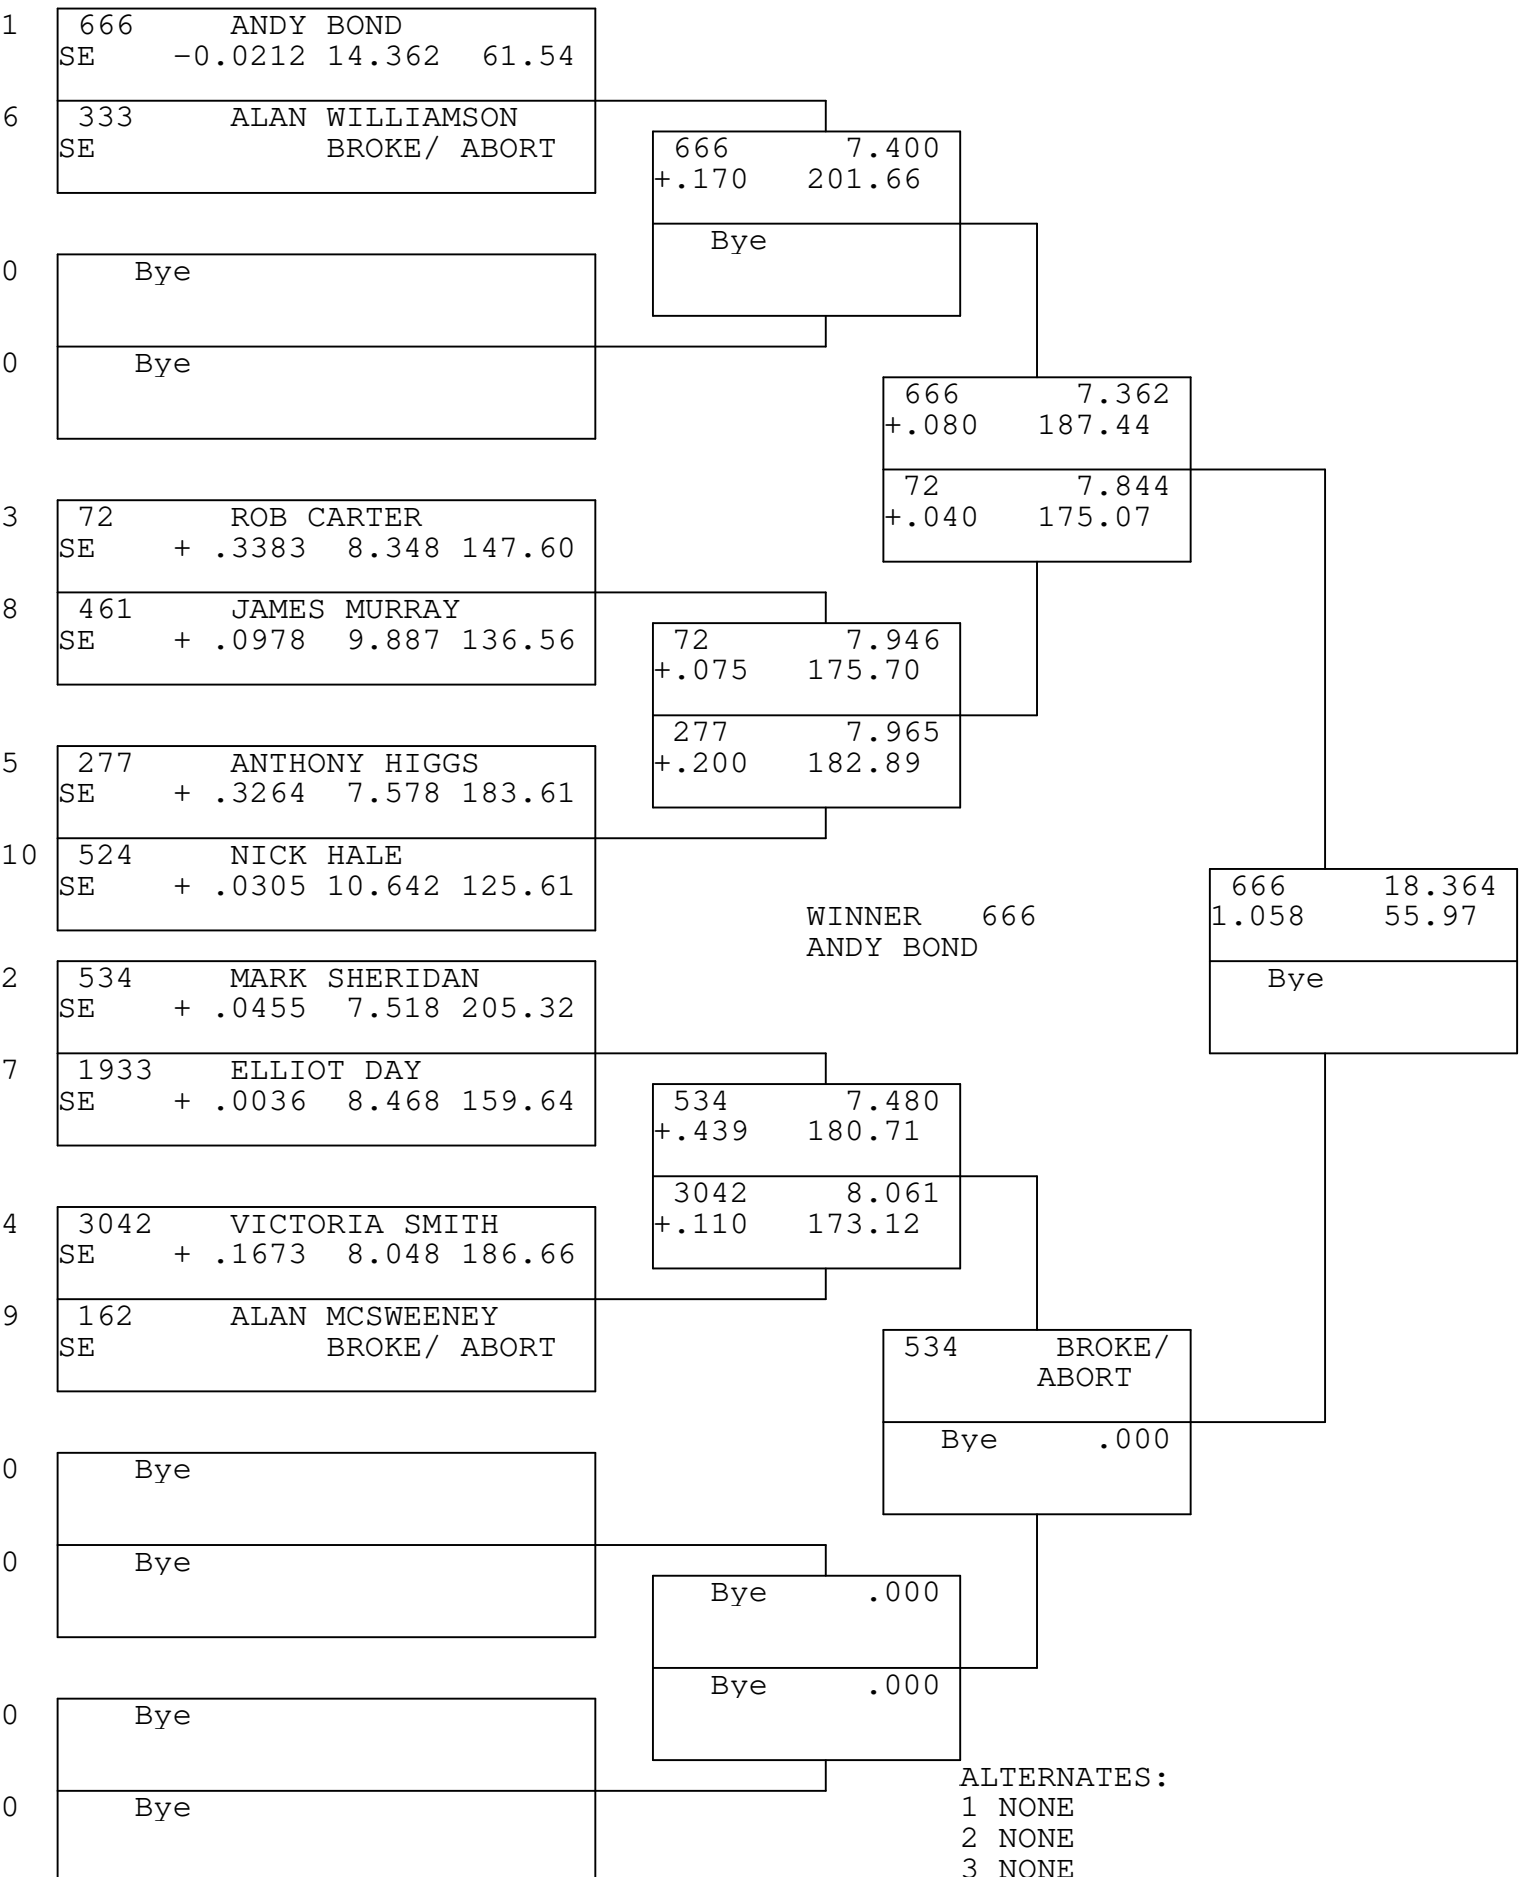 1 666 ANDY BOND
SE -0.0212 14.362 61.54
6 333 ALAN WILLIAMSON
SE BROKE/ ABORT
666 7.400
+.170 201.66
Bye
0 Bye
0 Bye
666 7.362
+.080 187.44
72 7.844
+.040 175.07
3 72 ROB CARTER
SE + .3383 8.348 147.60
8 461 JAMES MURRAY
SE + .0978 9.887 136.56
72 7.946
+.075 175.70
277 7.965
+.200 182.89
5 277 ANTHONY HIGGS
SE + .3264 7.578 183.61
10 524 NICK HALE
SE + .0305 10.642 125.61
WINNER 666
ANDY BOND
666 18.364
1.058 55.97
Bye
2 534 MARK SHERIDAN
SE + .0455 7.518 205.32
7 1933 ELLIOT DAY
SE + .0036 8.468 159.64
534 7.480
+.439 180.71
3042 8.061
+.110 173.12
4 3042 VICTORIA SMITH
SE + .1673 8.048 186.66
9 162 ALAN MCSWEENEY
SE BROKE/ ABORT
534 BROKE/
ABORT
Bye .000
0 Bye
0 Bye
Bye .000
Bye .000
0 Bye
0 Bye
ALTERNATES:
1 NONE
2 NONE
3 NONE